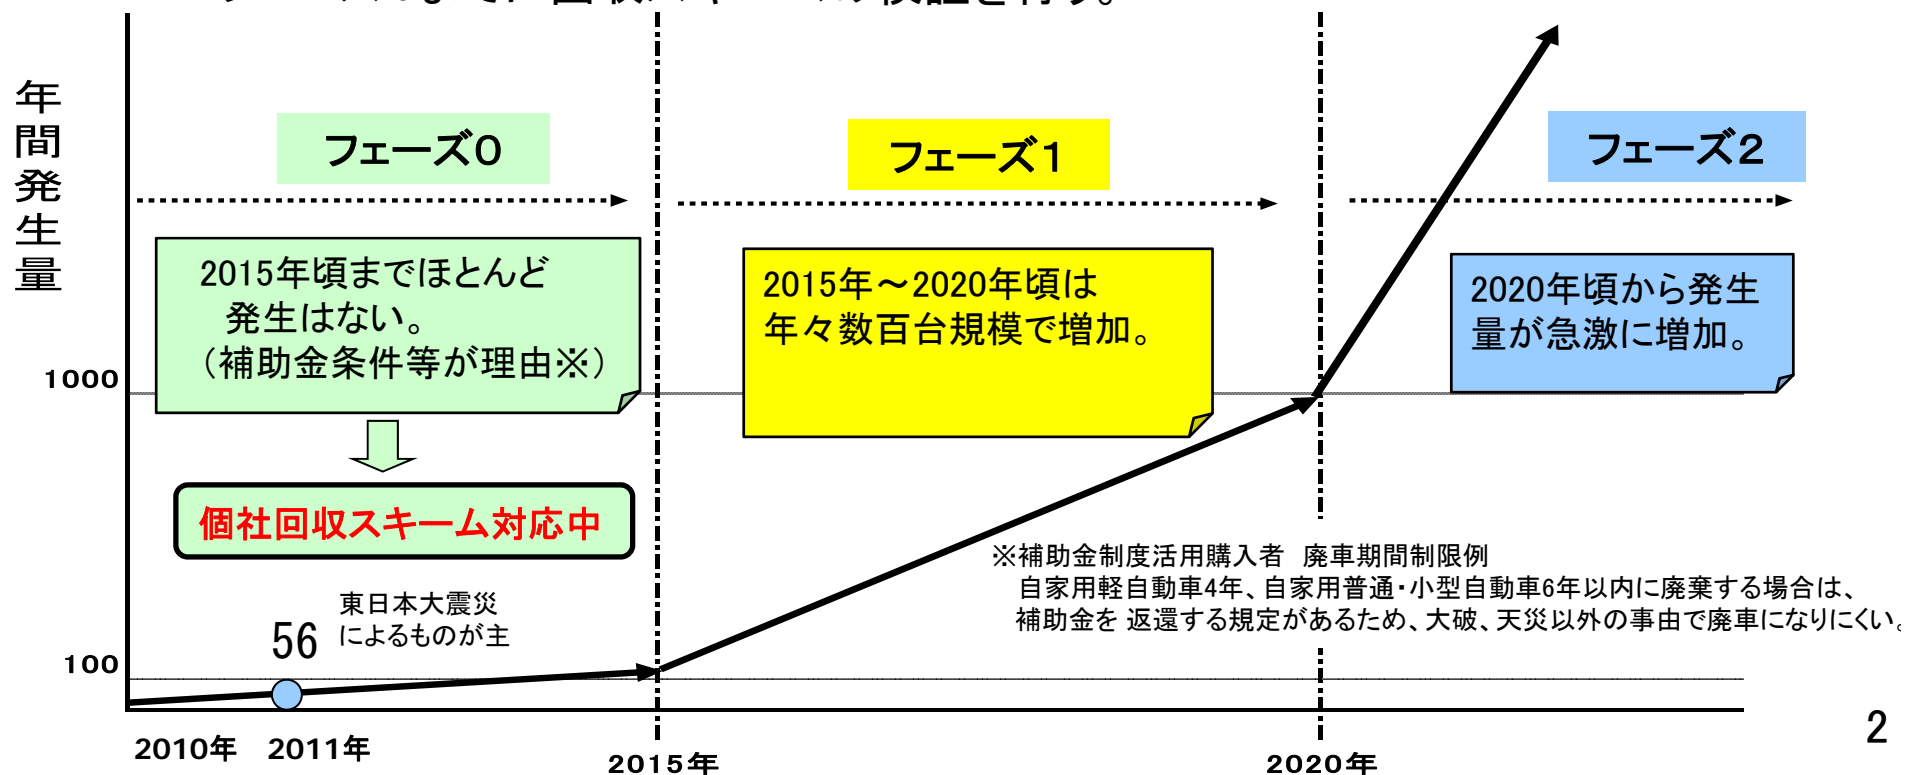 年間発生量
フェーズ0
フェーズ1
フェーズ2
2015年頃までほとんど
発生はない。
(補助金条件等が理由※)
2015年～2020年頃は
年々数百台規模で増加。
2020年頃から発生
量が急激に増加。
1000
個社回収スキーム対応中
※補助金制度活用購入者 廃車期間制限例
自家用軽自動車4年、自家用普通・小型自動車6年以内に廃棄する場合は、
補助金を 返還する規定があるため、大破、天災以外の事由で廃車になりにくい。
東日本大震災
によるものが主
56
100
2010年
2011年
2015年
2020年
2